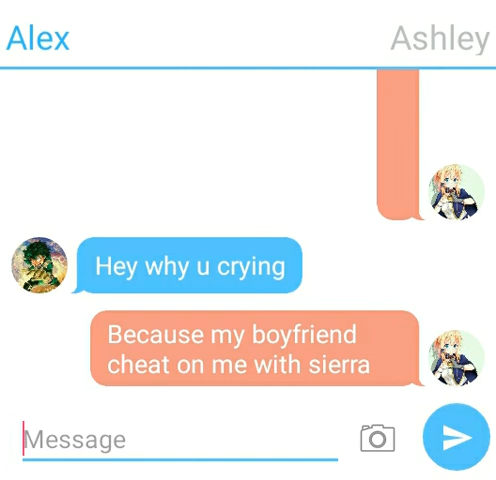 Alex
Ashley
Hey why u crying
Because my boyfriend
cheat on me with sierra
Message